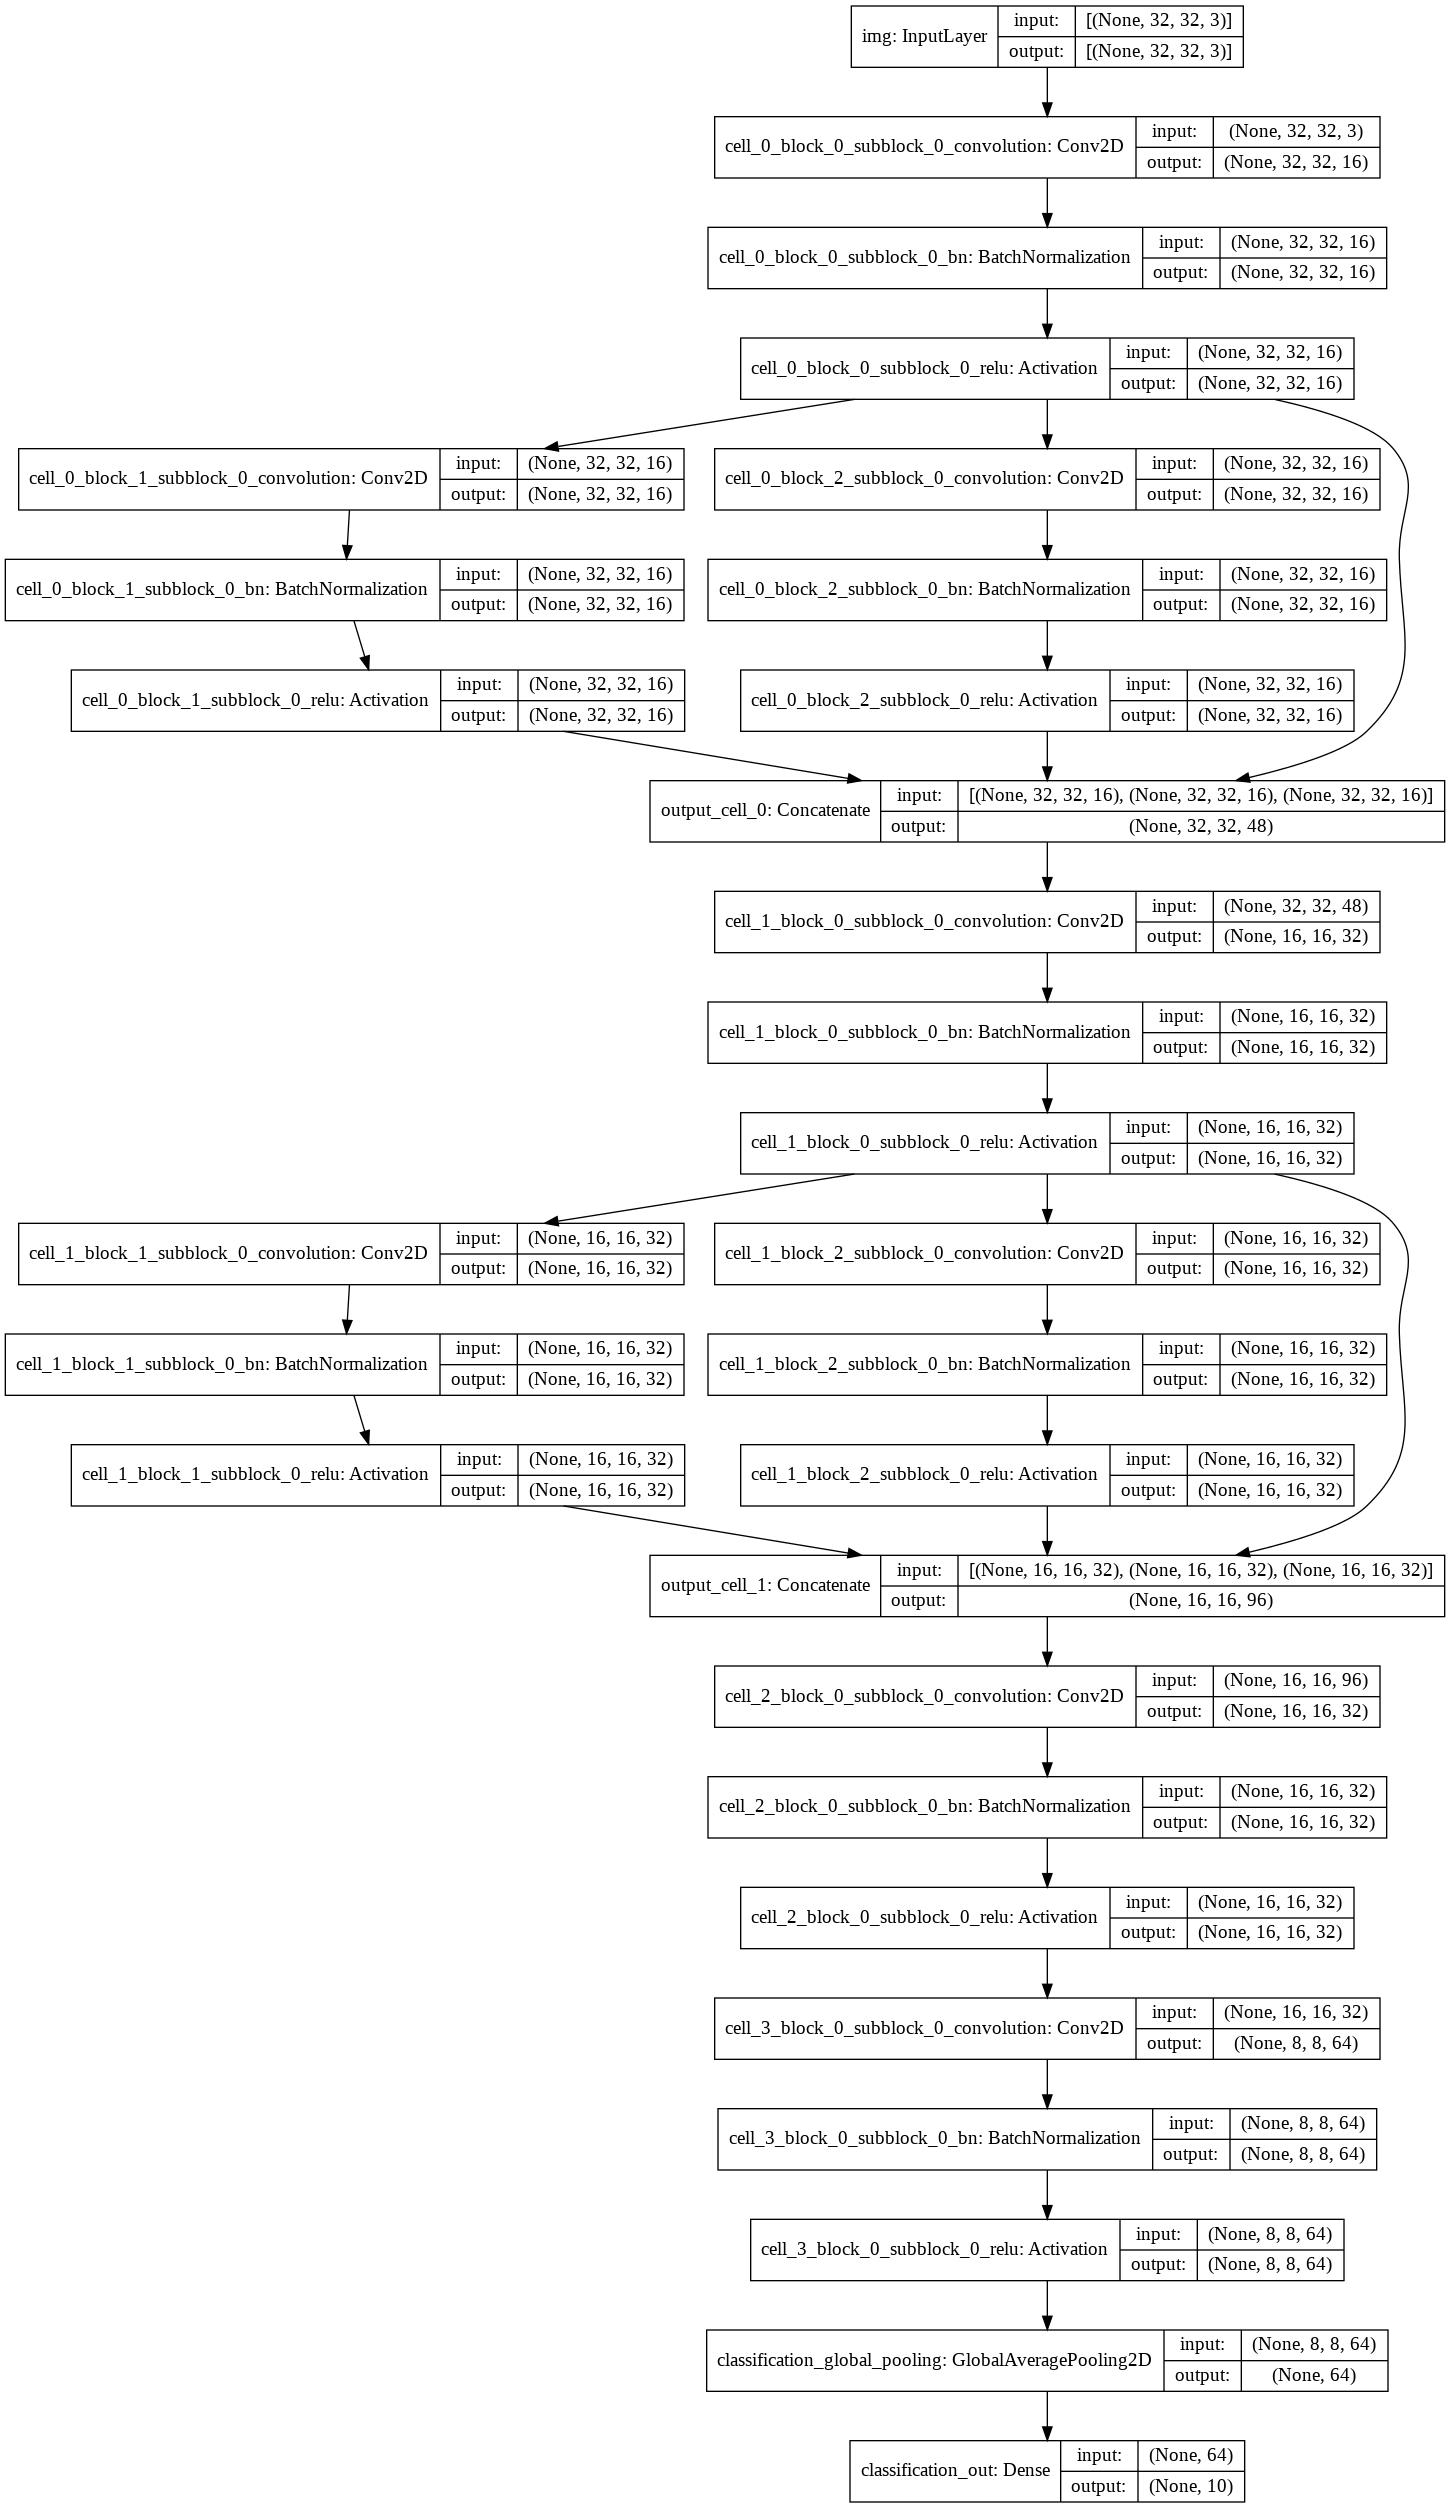 img: InputLayer
input: [(None, 32, 32, 3)]
output: [(None, 32, 32, 3)]
cell_0_block_0_subblock_0_convolution: Conv2D
input: (None, 32, 32, 3)
output: (None, 32, 32, 16)
cell_0_block_0_subblock_0_bn: BatchNormalization
input: (None, 32, 32, 16)
output: (None, 32, 32, 16)
cell_0_block_0_subblock_0_relu: Activation
input: (None, 32, 32, 16)
output: (None, 32, 32, 16)
cell_0_block_1_subblock_0_convolution: Conv2D
input: (None, 32, 32, 16)
output: (None, 32, 32, 16)
cell_0_block_2_subblock_0_convolution: Conv2D
input: (None, 32, 32, 16)
output: (None, 32, 32, 16)
cell_0_block_1_subblock_0_bn: BatchNormalization
input: (None, 32, 32, 16)
output: (None, 32, 32, 16)
cell_0_block_2_subblock_0_bn: BatchNormalization
input: (None, 32, 32, 16)
output: (None, 32, 32, 16)
cell_0_block_1_subblock_0_relu: Activation
input: (None, 32, 32, 16)
output: (None, 32, 32, 16)
cell_0_block_2_subblock_0_relu: Activation
input: (None, 32, 32, 16)
output: (None, 32, 32, 16)
output_cell_0: Concatenate
input: [(None, 32, 32, 16), (None, 32, 32, 16), (None, 32, 32, 16)]
output: (None, 32, 32, 48)
cell_1_block_0_subblock_0_convolution: Conv2D
input: (None, 32, 32, 48)
output: (None, 16, 16, 32)
cell_1_block_0_subblock_0_bn: BatchNormalization
input: (None, 16, 16, 32)
output: (None, 16, 16, 32)
cell_1_block_0_subblock_0_relu: Activation
input: (None, 16, 16, 32)
output: (None, 16, 16, 32)
cell_1_block_1_subblock_0_convolution: Conv2D
input: (None, 16, 16, 32)
output: (None, 16, 16, 32)
cell_1_block_2_subblock_0_convolution: Conv2D
input: (None, 16, 16, 32)
output: (None, 16, 16, 32)
cell_1_block_1_subblock_0_bn: BatchNormalization
input: (None, 16, 16, 32)
output: (None, 16, 16, 32)
cell_1_block_2_subblock_0_bn: BatchNormalization
input: (None, 16, 16, 32)
output: (None, 16, 16, 32)
cell_1_block_1_subblock_0_relu: Activation
input: (None, 16, 16, 32)
output: (None, 16, 16, 32)
cell_1_block_2_subblock_0_relu: Activation
input: (None, 16, 16, 32)
output: (None, 16, 16, 32)
output_cell_1: Concatenate
input: [(None, 16, 16, 32), (None, 16, 16, 32), (None, 16, 16, 32)]
output: (None, 16, 16, 96)
cell_2_block_0_subblock_0_convolution: Conv2D
input: (None, 16, 16, 96)
output: (None, 16, 16, 32)
cell_2_block_0_subblock_0_bn: BatchNormalization
input: (None, 16, 16, 32)
output: (None, 16, 16, 32)
cell_2_block_0_subblock_0_relu: Activation
input: (None, 16, 16, 32)
output: (None, 16, 16, 32)
cell_3_block_0_subblock_0_convolution: Conv2D
input: (None, 16, 16, 32)
output: (None, 8, 8, 64)
cell_3_block_0_subblock_0_bn: BatchNormalization
input: (None, 8, 8, 64)
output: (None, 8, 8, 64)
cell_3_block_0_subblock_0_relu: Activation
input: (None, 8, 8, 64)
output: (None, 8, 8, 64)
classification_global_pooling: GlobalAveragePooling2D
input: (None, 8, 8, 64)
output: (None, 64)
classification_out: Dense
input: (None, 64)
output: (None, 10)